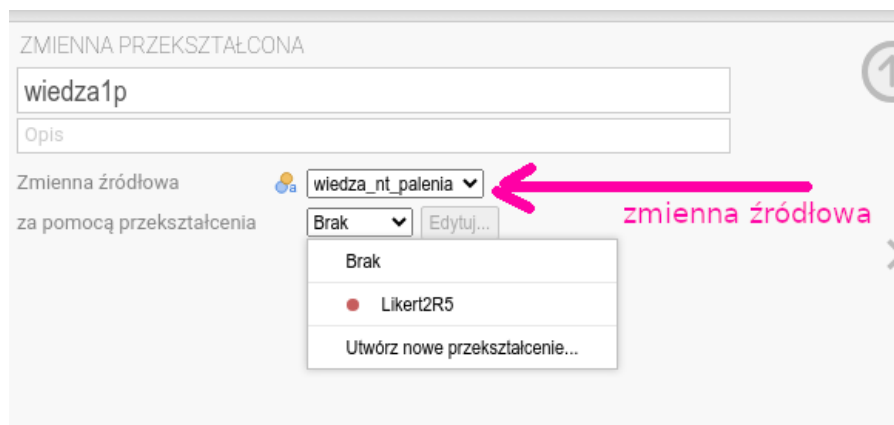 ZMIENNA PRZEKSZTAŁCONA
wiedza1p
Opis
Zmienna źródłowa a wiedza_nt_palenia
zmienna źródłowa
za pomocą przekształcenia Brak Edytuj...
Brak
Likert2R5
Utwórz nowe przekształcenie...